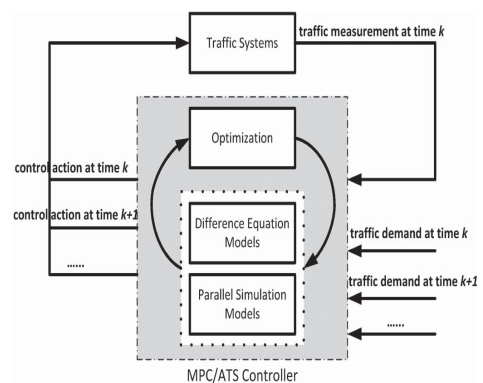 traffic measurement at time k
Traffic Systems
Optimization
control action at time k
control action at time k+1
......
Difference Equation
Models
Parallel Simulation
Models
traffic demand at time k
traffic demand at time k+1
......
MPC/ATS Controller